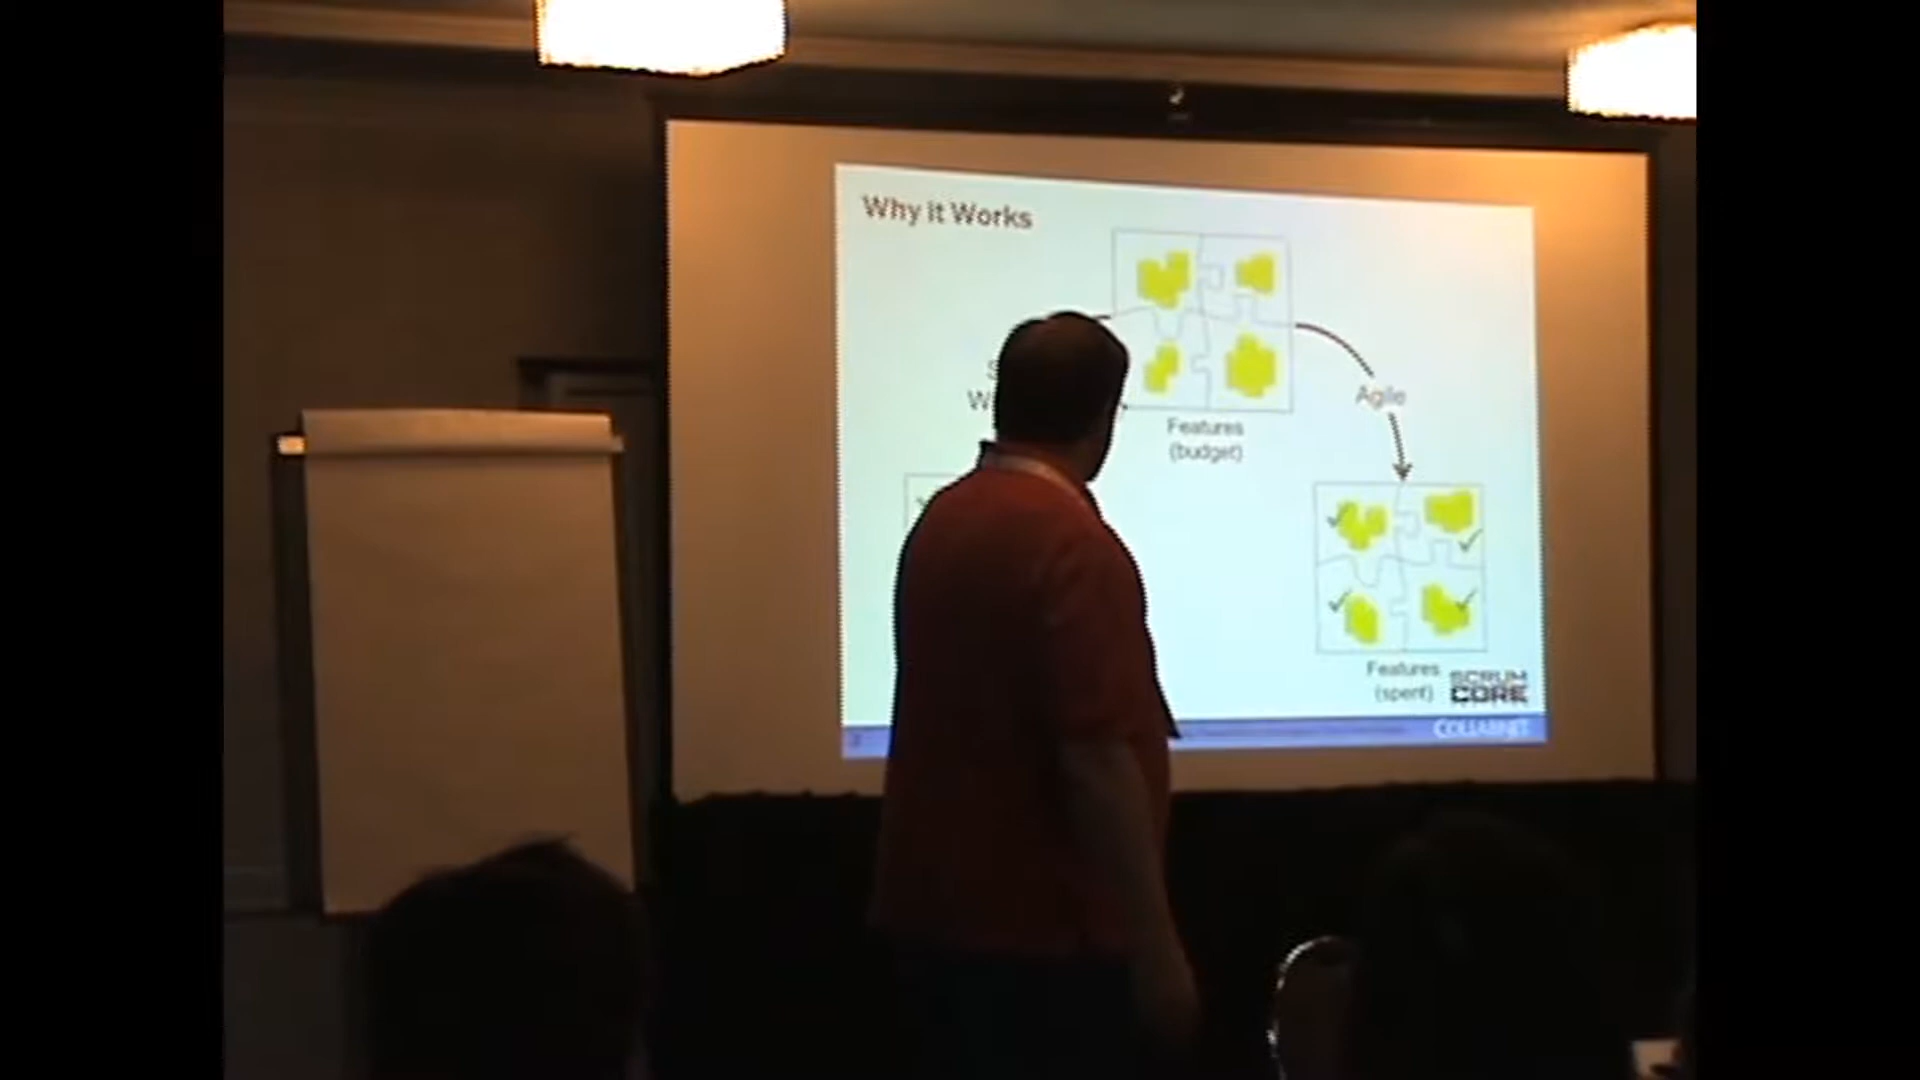 Why it Works
Agile
Features
(budget)
Features
(spent)
SCRUM
CORE
COLLABNET